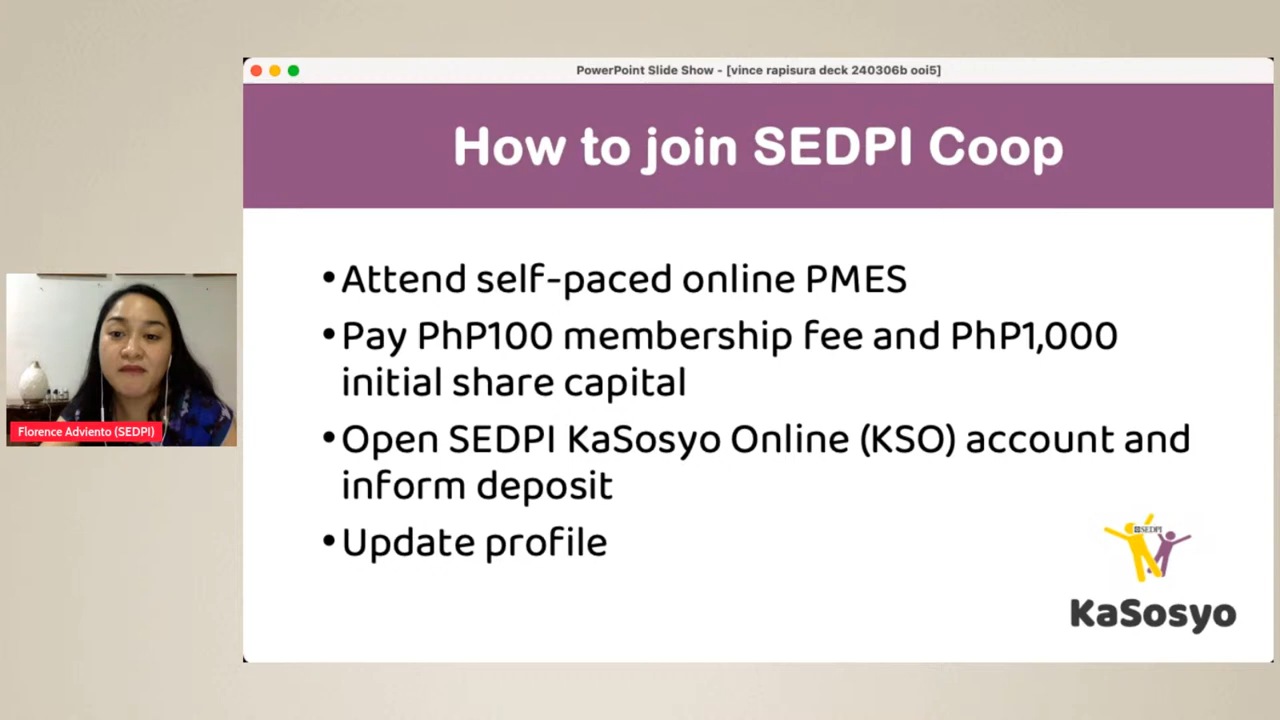 PowerPoint Slide Show - [vince rapisura deck 240306b ooi5]
How to join SEDPI Coop
•Attend self-paced online PMES
•Pay PhP100 membership fee and PhP1,000
initial share capital
•Open SEDPI KaSosyo Online (KSO) account and
inform deposit
•Update profile
Florence Adviento (SEDPI)
SEDPI
KaSosyo